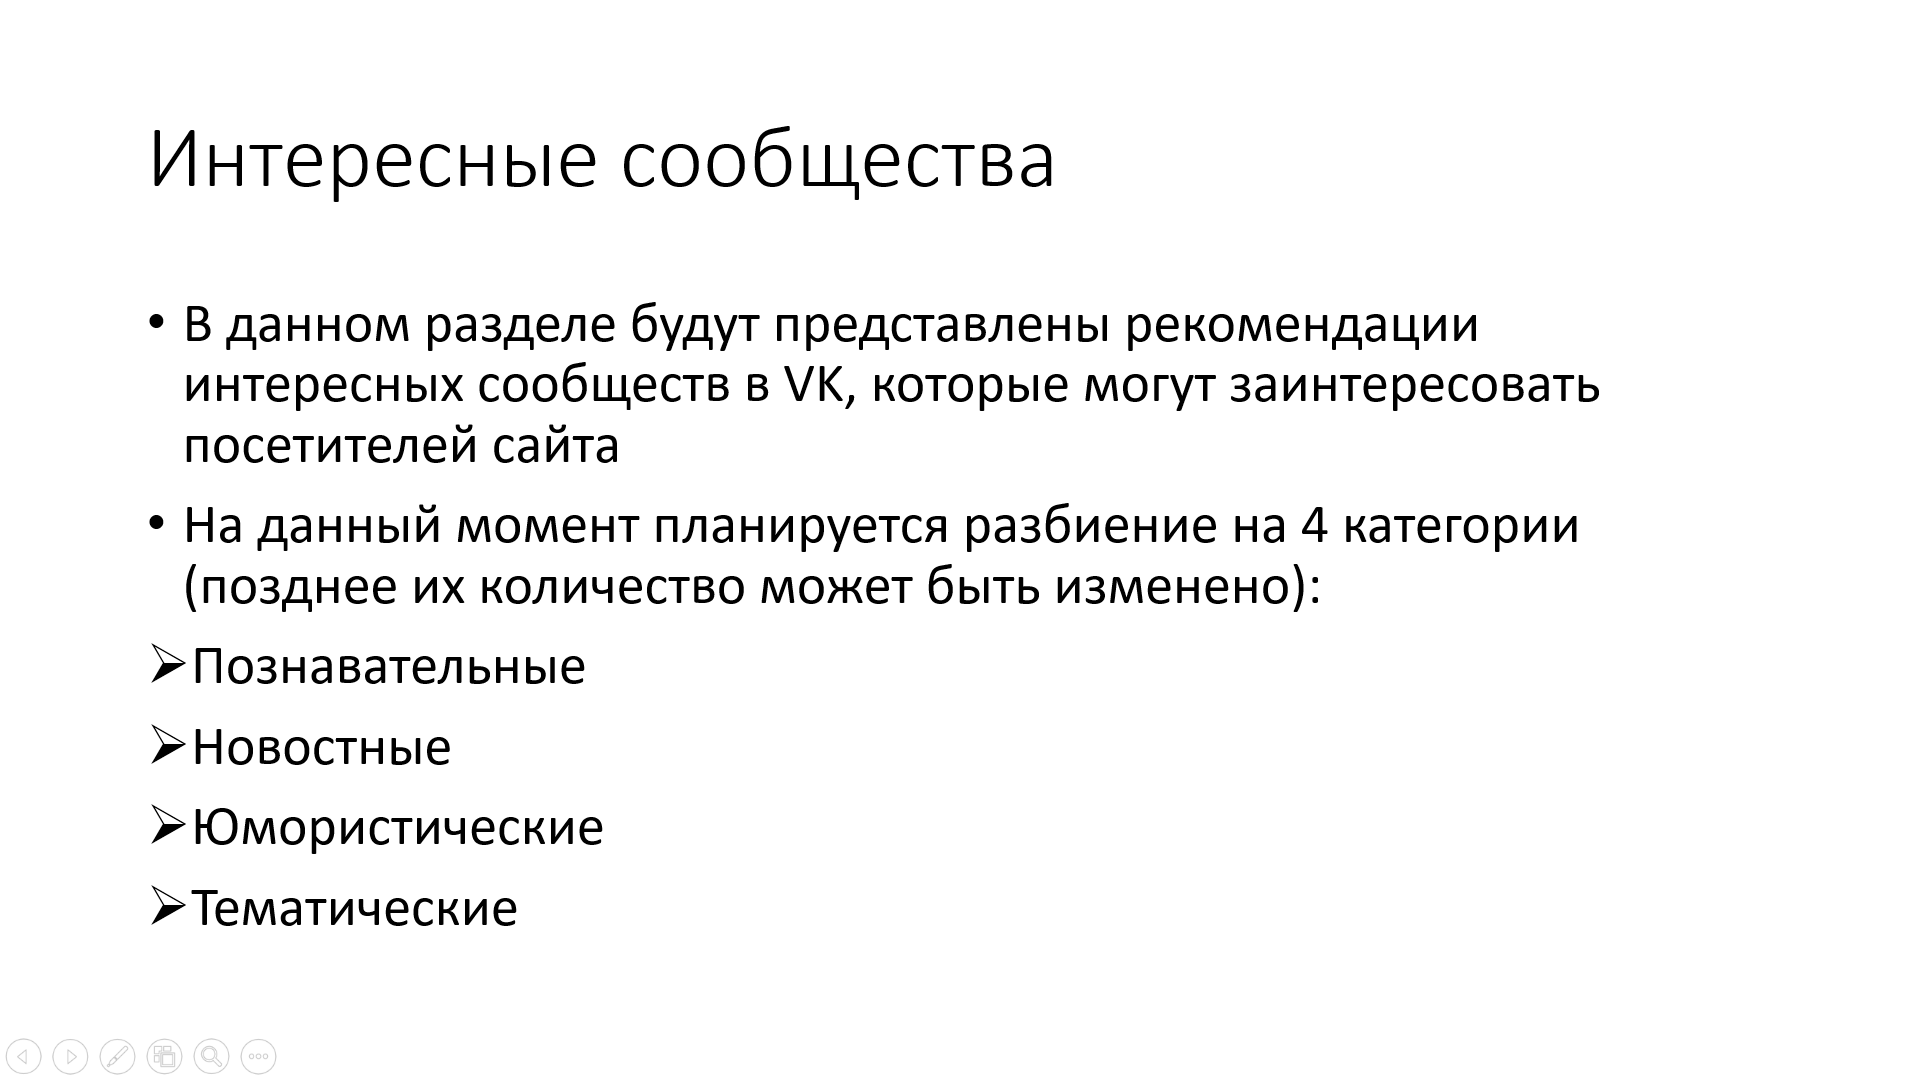 Интересные сообщества
• В данном разделе будут представлены рекомендации
интересных сообществ в VK, которые могут заинтересовать
посетителей сайта
• На данный момент планируется разбиение на 4 категории
(позднее их количество может быть изменено):
➢Познавательные
➢Новостные
➢Юмористические
➢Тематические